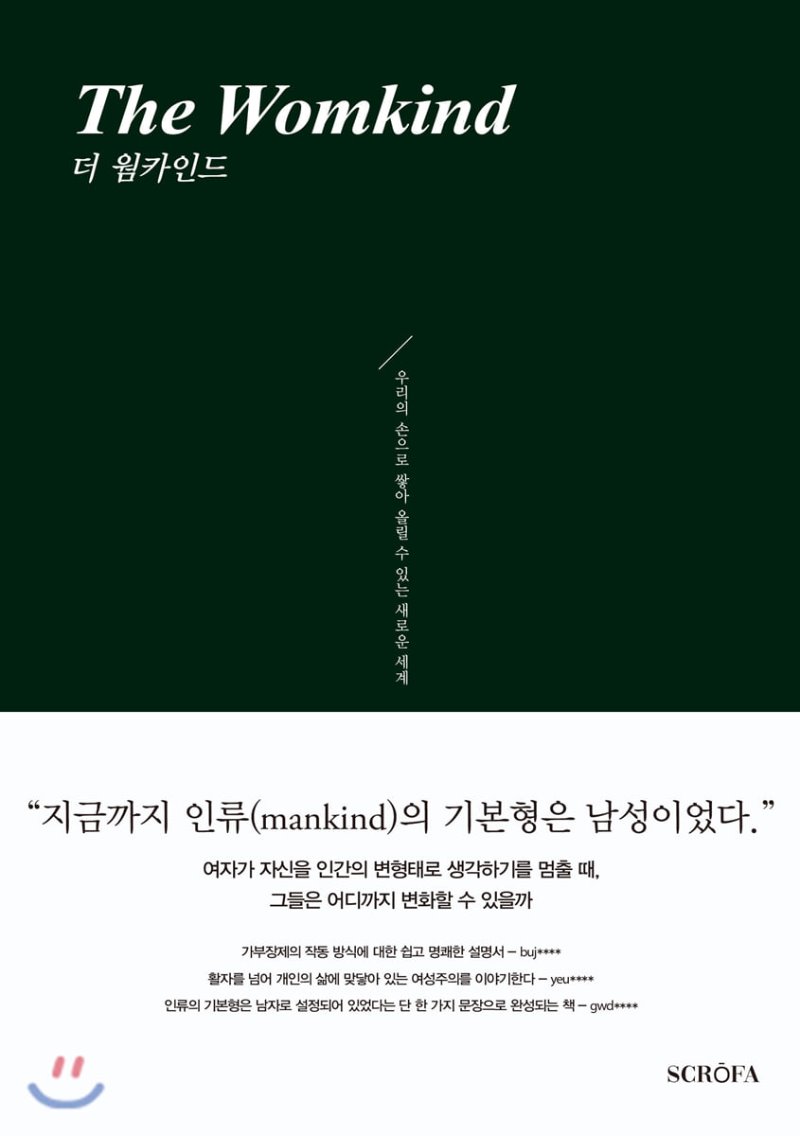 The Womkind
더 웜카인드
우리의 손으로 쌓아 올릴 수 있는 새로운 세계
“지금까지 인류(mankind)의 기본형은 남성이었다.”
여자가 자신을 인간의 변형태로 생각하기를 멈출 때,
그들은 어디까지 변화할 수 있을까
가부장제의 작동 방식에 대한 쉽고 명쾌한 설명서 – buj****
활자를 넘어 개인의 삶에 맞닿아 있는 여성주의를 이야기한다 – yeu****
인류의 기본형은 남자로 설정되어 있었다는 단 한 가지 문장으로 완성되는 책 – gwd****
SCRŌFA